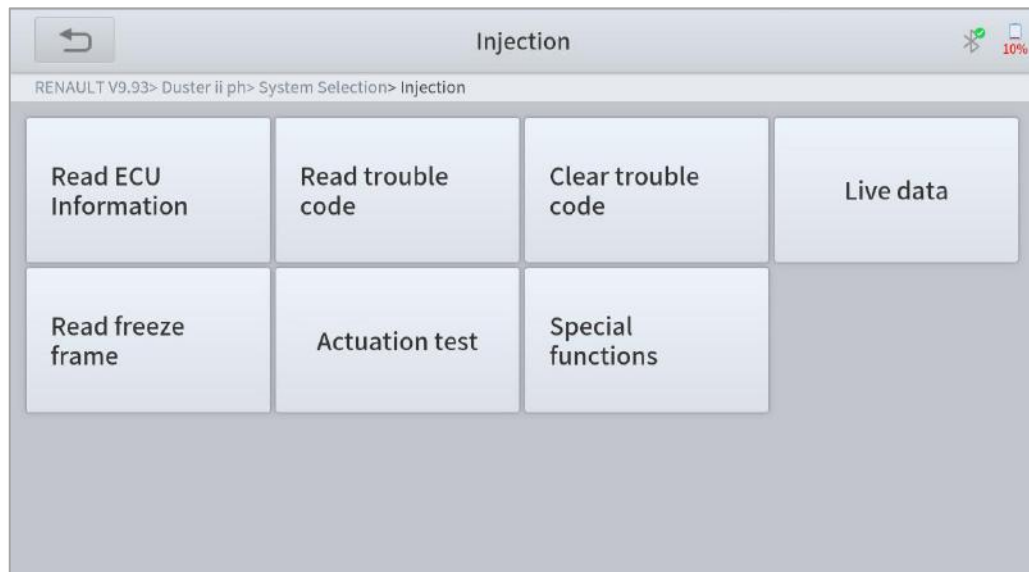 Injection
10%
RENAULT V9.93> Duster ii ph> System Selection> Injection
Read ECU
Information
Read trouble
code
Clear trouble
code
Live data
Read freeze
frame
Actuation test
Special
functions